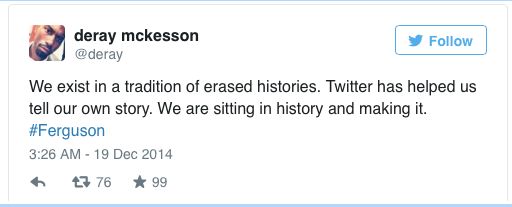 deray mckesson
@deray
Follow
We exist in a tradition of erased histories. Twitter has helped us
tell our own story. We are sitting in history and making it.
#Ferguson
3:26 AM - 19 Dec 2014
76 99